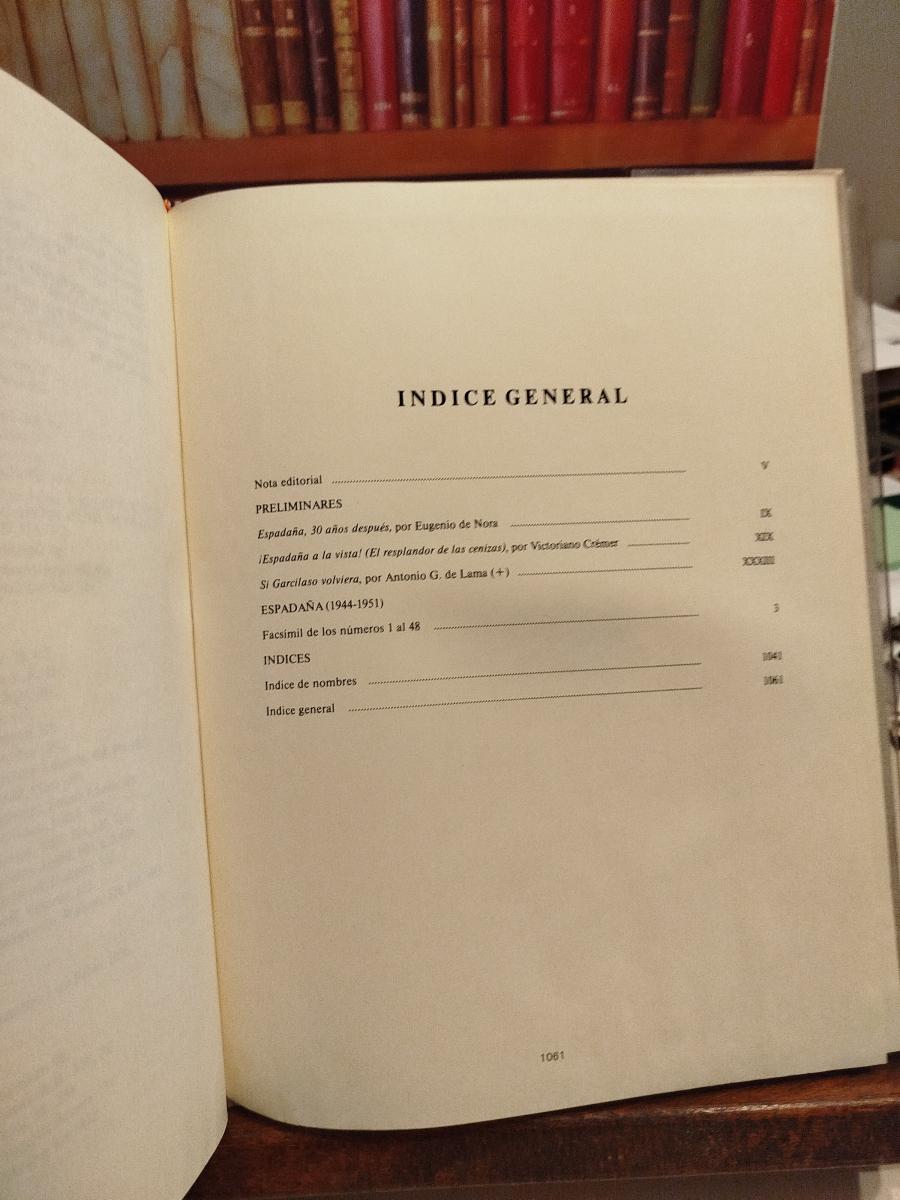 INDICE GENERAL
Nota editorial V
PRELIMINARES
Espadaña, 30 años después, por Eugenio de Nora IX
¡Espadaña a la vista! (El resplandor de las cenizas), por Victoriano Crémer XIX
Si Garcilaso volviera, por Antonio G. de Lama (+)
ESPADAÑA (1944-1951)
Facsímil de los números 1 al 48 3
INDICES
Indice de nombres 1041
Indice general 1061
1061